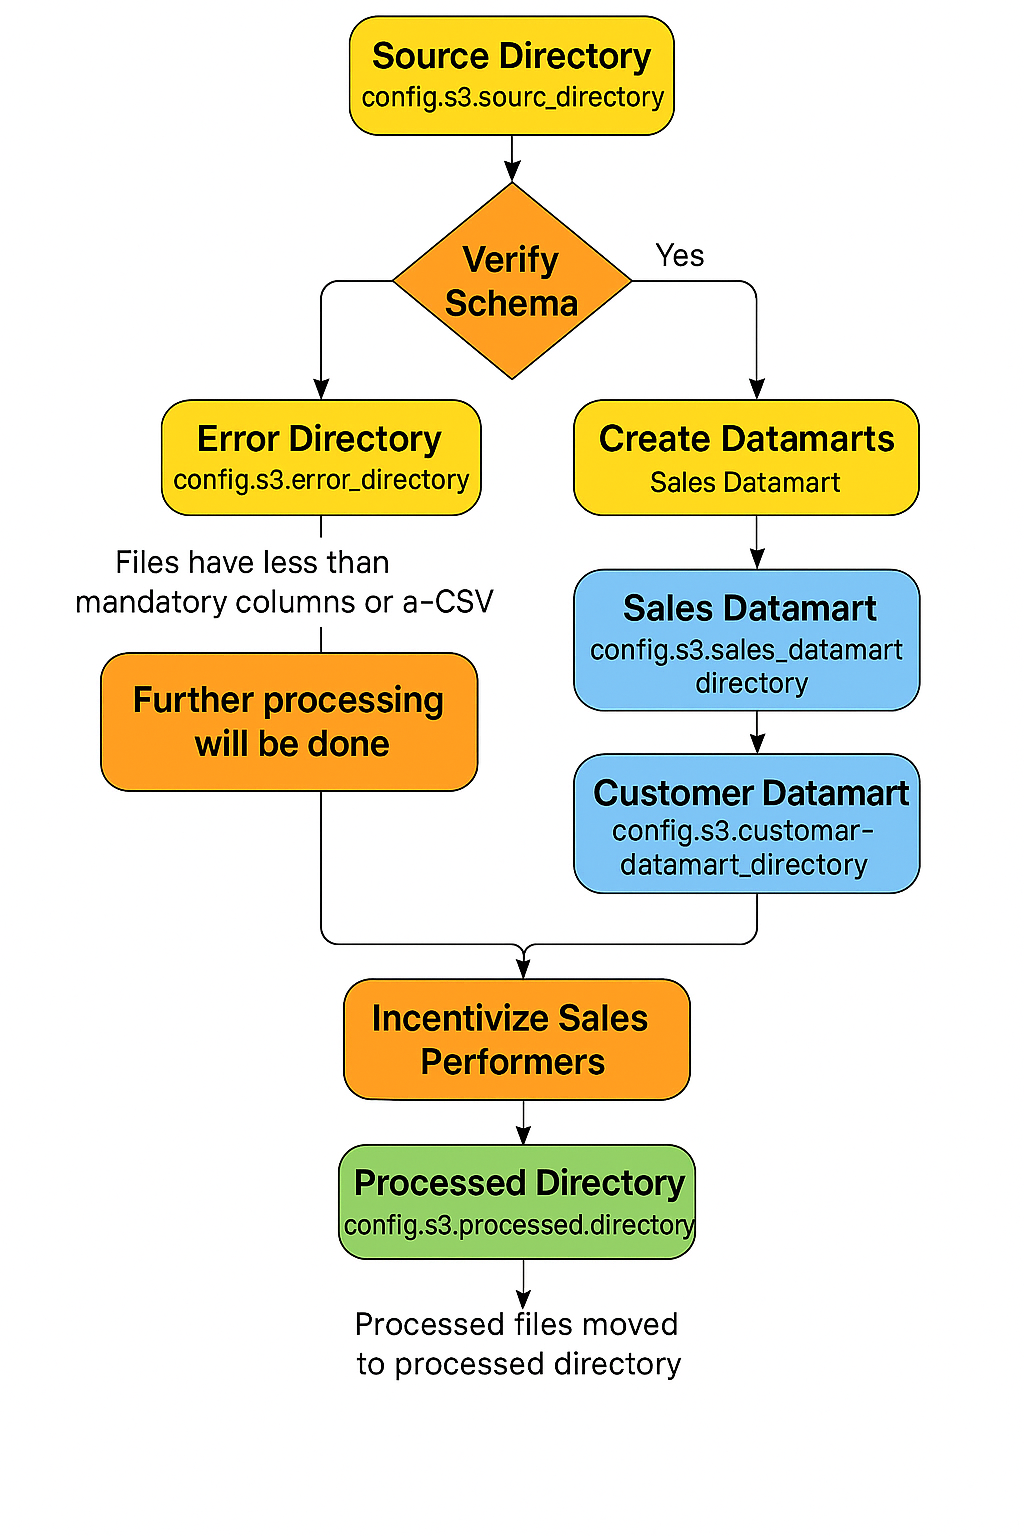 Source Directory
config.s3.sourc_directory
Verify
Schema
Yes
Error Directory
config.s3.error_directory
Create Datamarts
Sales Datamart
Files have less than
mandatory columns or a-CSV
Sales Datamart
config.s3.sales_datamart
directory
Further processing
will be done
Customer Datamart
config.s3.customar-
datamart_directory
Incentivize Sales
Performers
Processed Directory
config.s3.processed.directory
Processed files moved
to processed directory